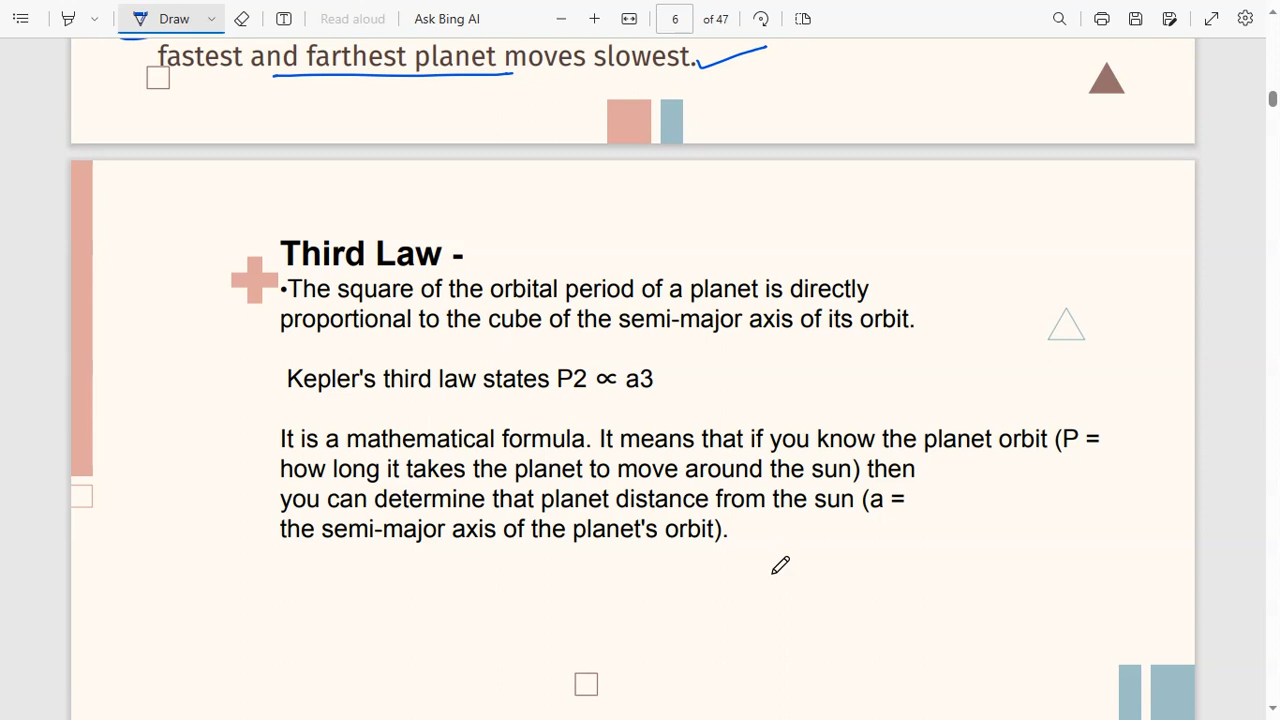 Draw
Read aloud
Ask Bing AI
6
of 47
fastest and farthest planet moves slowest.
Third Law -
•The square of the orbital period of a planet is directly
proportional to the cube of the semi-major axis of its orbit.
Kepler's third law states P2 ∝ a3
It is a mathematical formula. It means that if you know the planet orbit (P =
how long it takes the planet to move around the sun) then
you can determine that planet distance from the sun (a =
the semi-major axis of the planet's orbit).